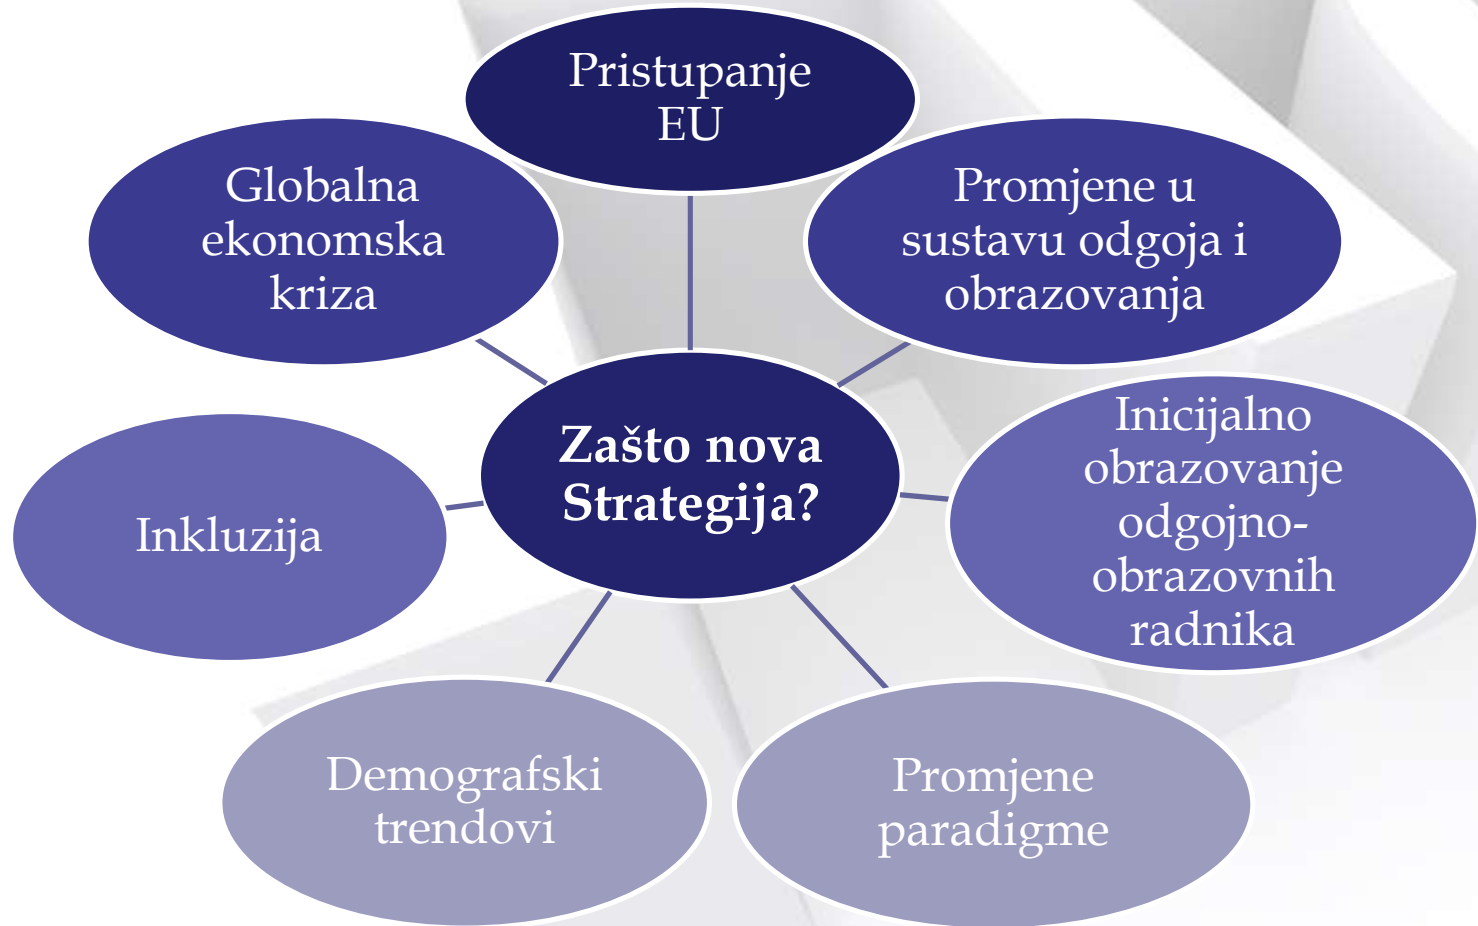 Pristupanje
EU
Globalna
ekonomska
kriza
Promjene u
sustavu odgoja i
obrazovanja
Zašto nova
Strategija?
Inicijalno
obrazovanje
odgojno-
obrazovnih
radnika
Inkluzija
Demografski
trendovi
Promjene
paradigme